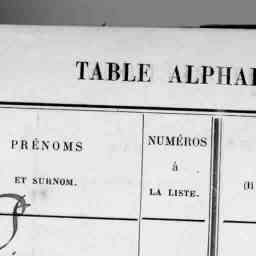 TABLE ALPHA
PRÉNOMS
ET SURNOM.
NUMÉROS
à
LA LISTE.